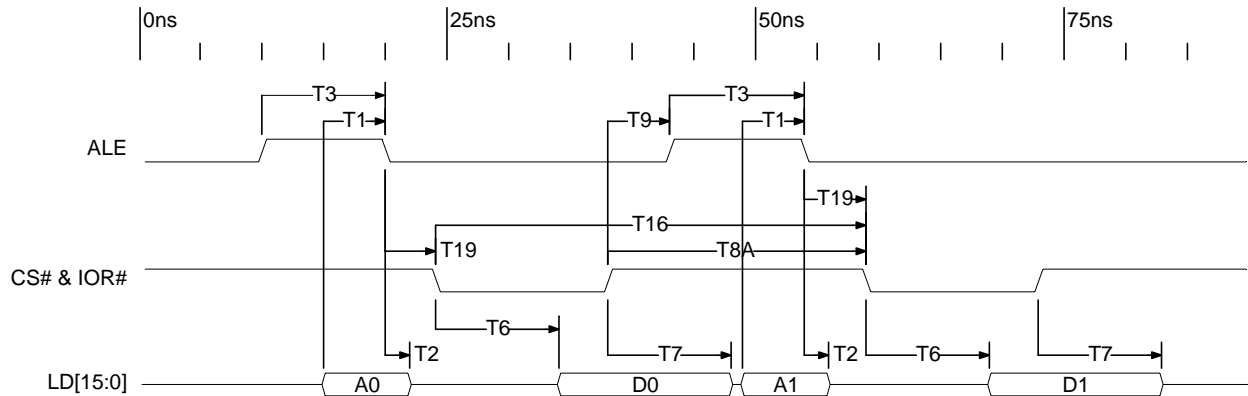 0ns 25ns 50ns 75ns
T3 T3
T1 T9 T1
ALE
T19
T16
T19 T8A
CS# & IOR#
T6
T2 T7 T2 T6 T7
LD[15:0] A0 D0 A1 D1